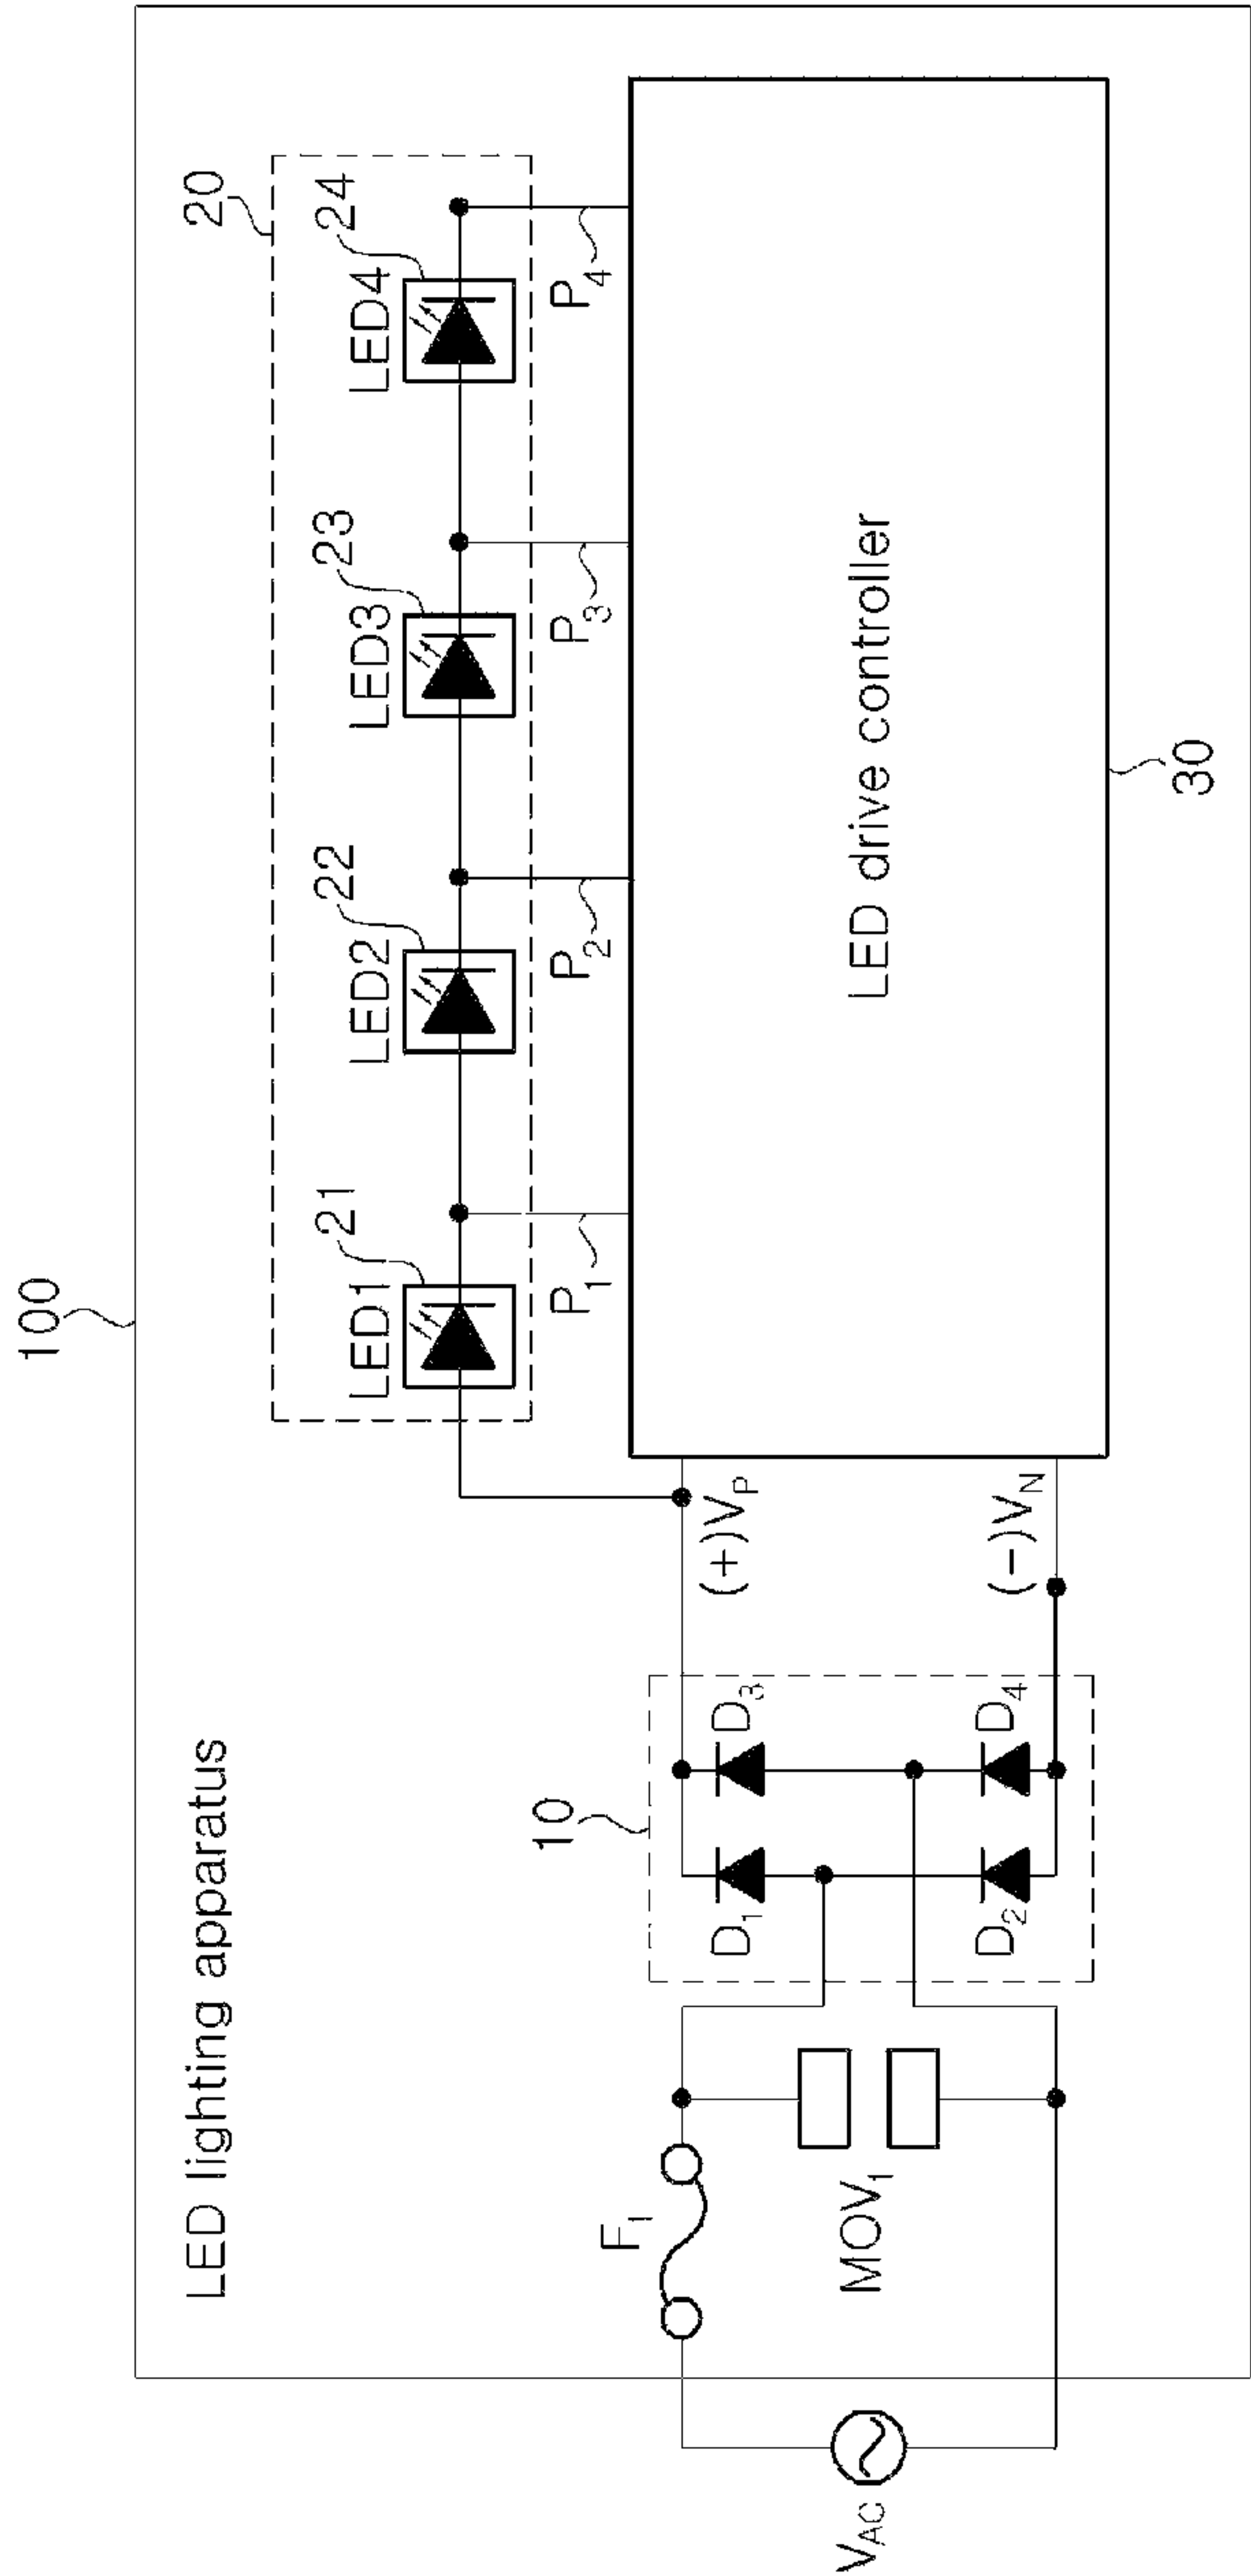 100
LED lighting apparatus
20
LED1
21
LED2
22
LED3
23
LED4
24
P1
P2
P3
P4
F1
10
D1
D3
(+)VP
VAC
MOV1
LED drive controller
D2
D4
(-)VN
30